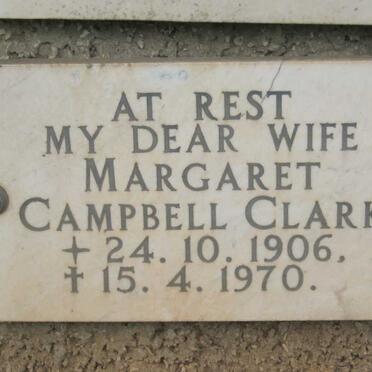 AT REST
MY DEAR WIFE
MARGARET
CAMPBELL CLARK
+ 24. 10. 1906.
† 15. 4. 1970.